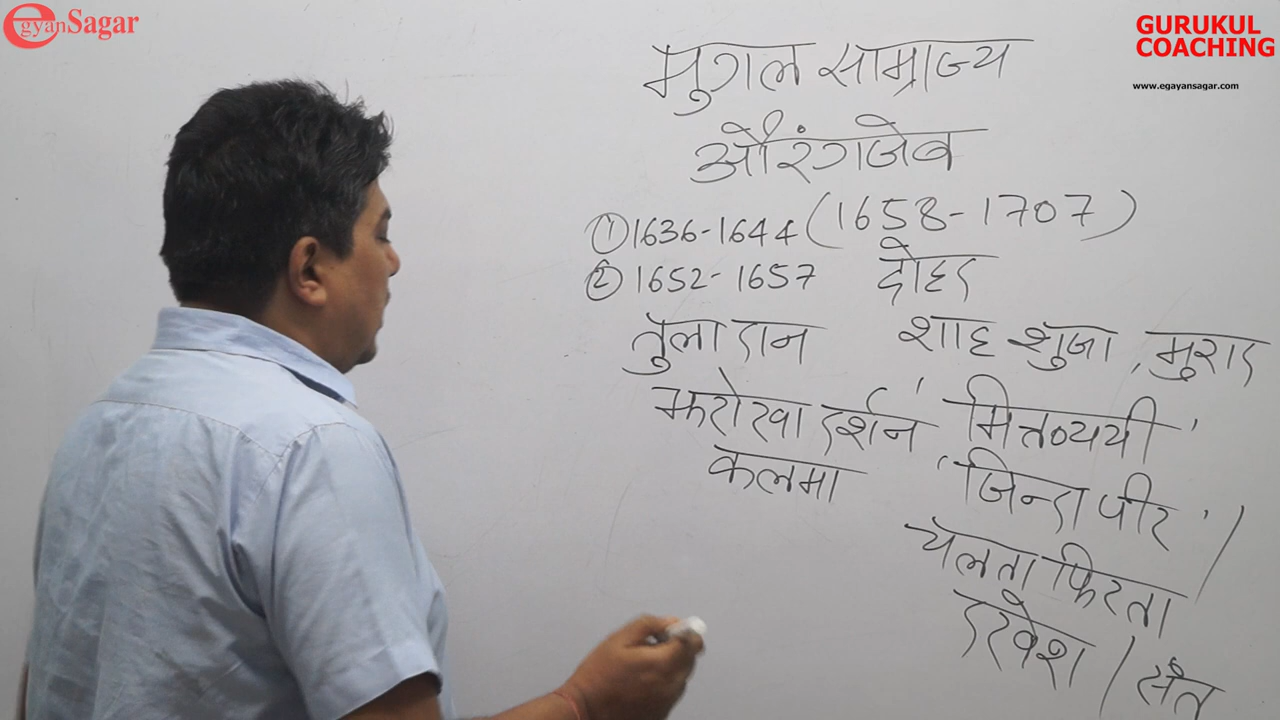 egyanSagar
GURUKUL
COACHING
www.egayansagar.com
मुगल साम्राज्य
औरंगजेब
(1658-1707)
① 1636-1644
② 1652-1657
दोहद
तुलादान
शाह शुजा, मुराद
झरोखा दर्शन
'मितव्ययी'
कलमा
'जिन्दा पीर' /
चलता फिरता
दरवेश / संत